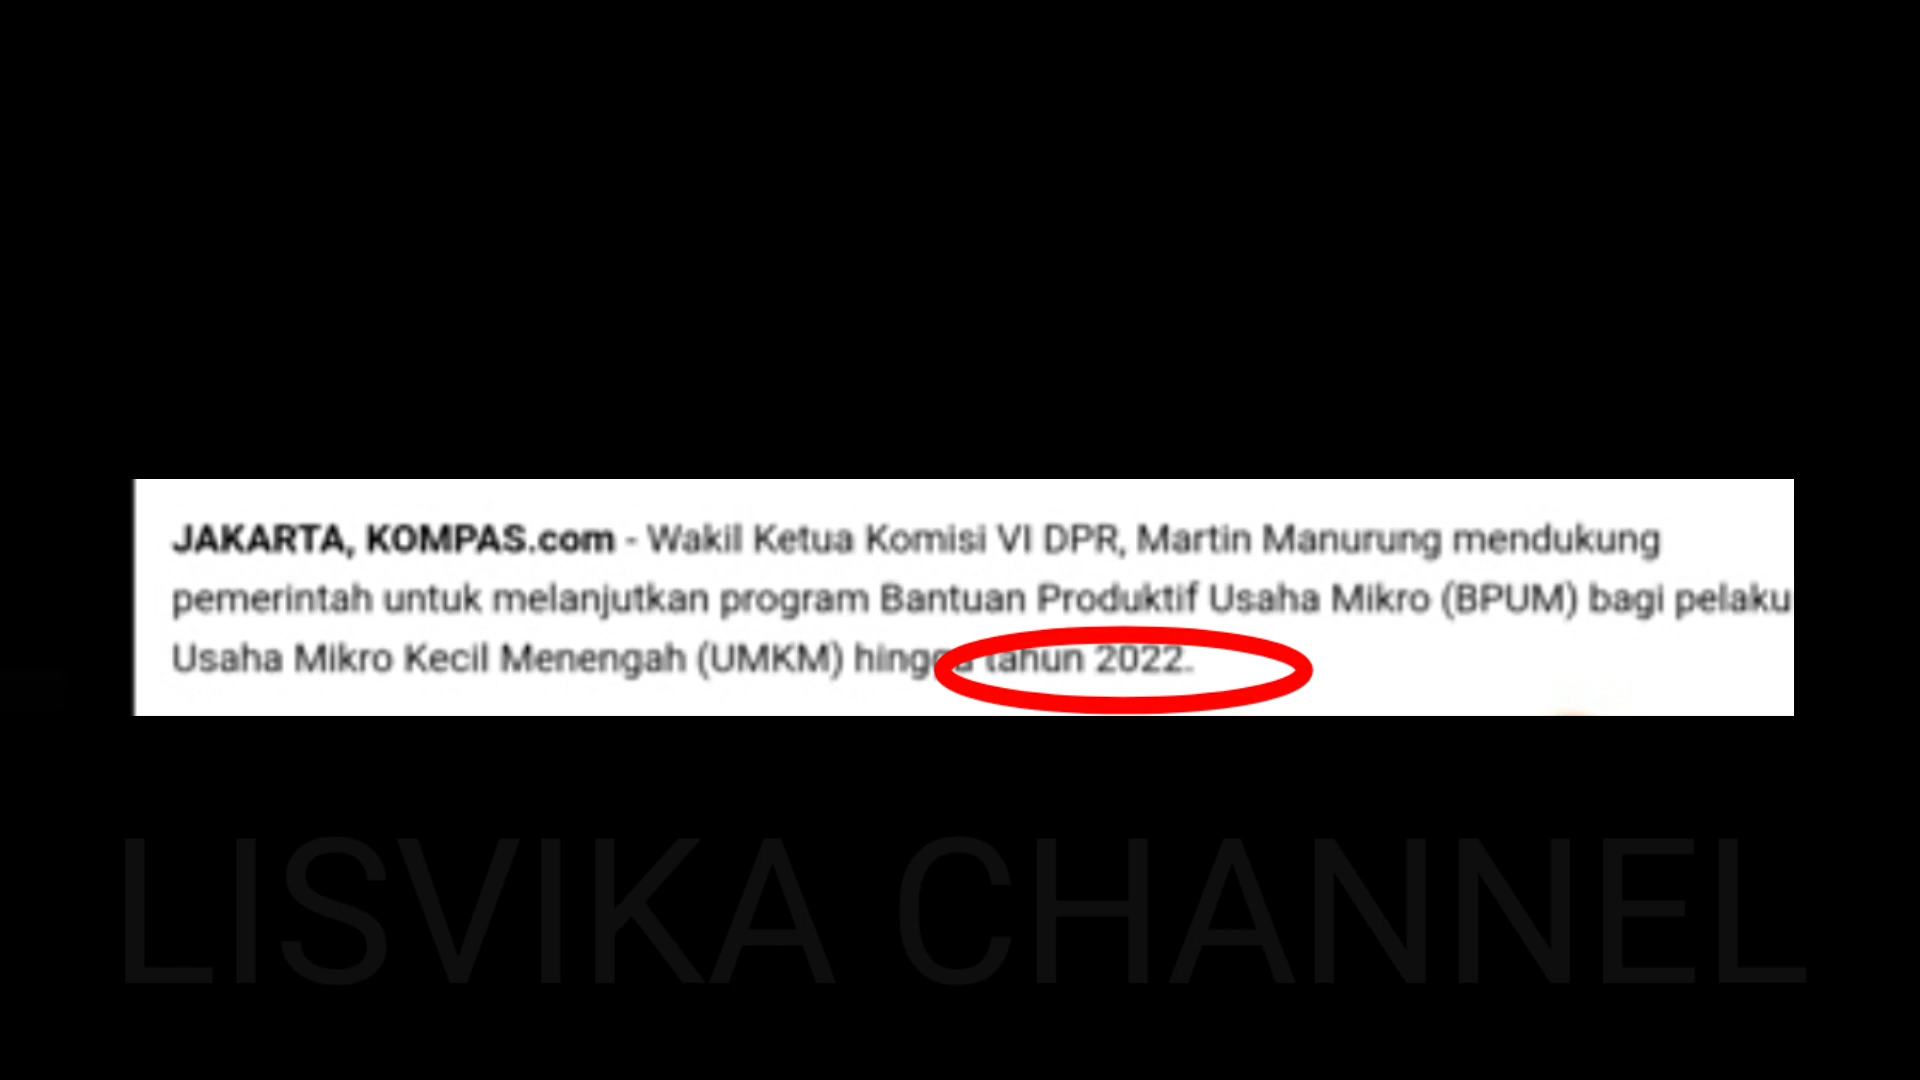 JAKARTA, KOMPAS.com - Wakil Ketua Komisi VI DPR, Martin Manurung mendukung
pemerintah untuk melanjutkan program Bantuan Produktif Usaha Mikro (BPUM) bagi pelaku
Usaha Mikro Kecil Menengah (UMKM) hingga tahun 2022.
LISVIKA CHANNEL